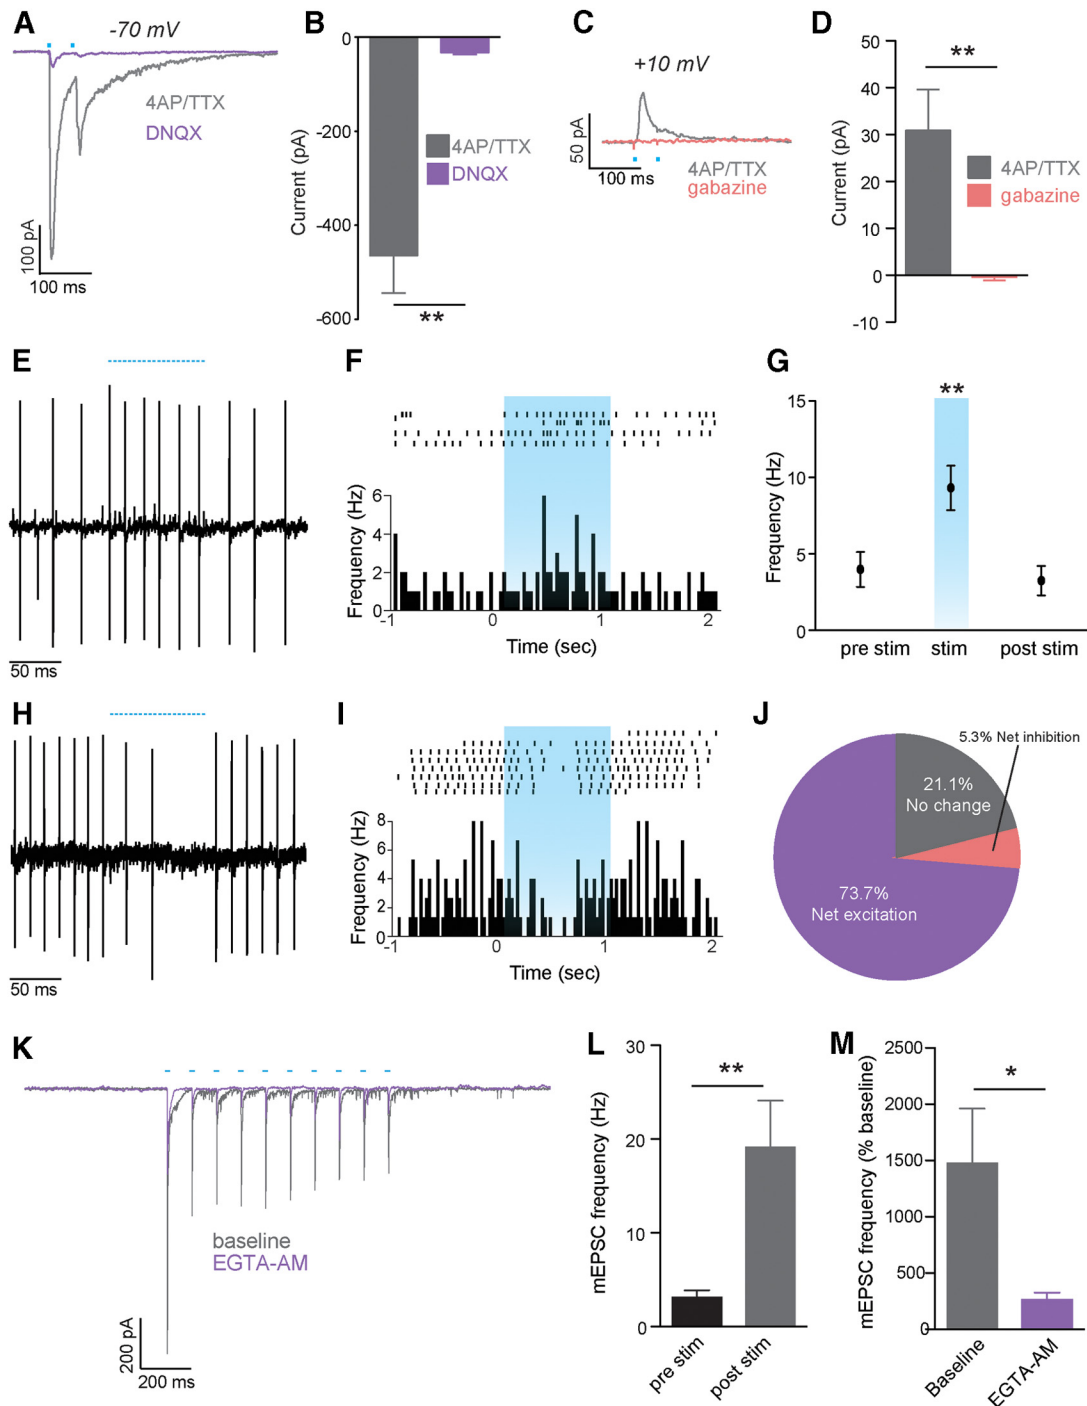 A
-70 mV
4AP/TTX
DNQX
100 pA
100 ms
B
0
-200
-400
-600
Current (pA)
4AP/TTX
DNQX
**
C
+10 mV
50 pA
100 ms
4AP/TTX
gabazine
D
50
40
30
20
10
0
-10
Current (pA)
**
4AP/TTX
gabazine
E
50 ms
F
6
4
2
0
Frequency (Hz)
-1
0
1
2
Time (sec)
G
**
15
10
5
0
Frequency (Hz)
pre stim
stim
post stim
H
50 ms
I
8
6
4
2
0
Frequency (Hz)
-1
0
1
2
Time (sec)
J
5.3% Net inhibition
21.1%
No change
73.7%
Net excitation
K
baseline
EGTA-AM
200 pA
200 ms
L
30
20
10
0
mEPSC frequency (Hz)
**
pre stim
post stim
M
2500
2000
1500
1000
500
0
mEPSC frequency (% baseline)
*
Baseline
EGTA-AM